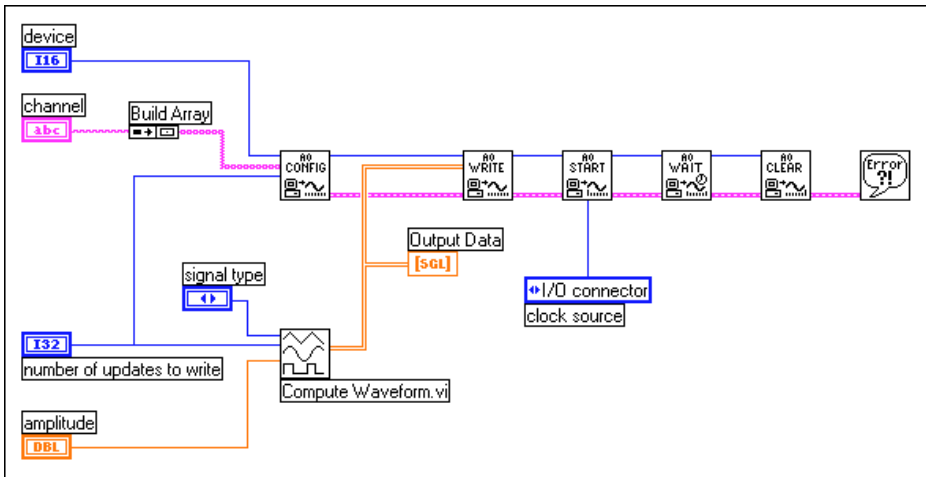 device
I16
channel
abc
Build Array
AO
CONFIG
AO
WRITE
AO
START
AO
WAIT
AO
CLEAR
Error
?!
Output Data
[SGL]
signal type
I/O connector
clock source
I32
number of updates to write
Compute Waveform.vi
amplitude
DBL